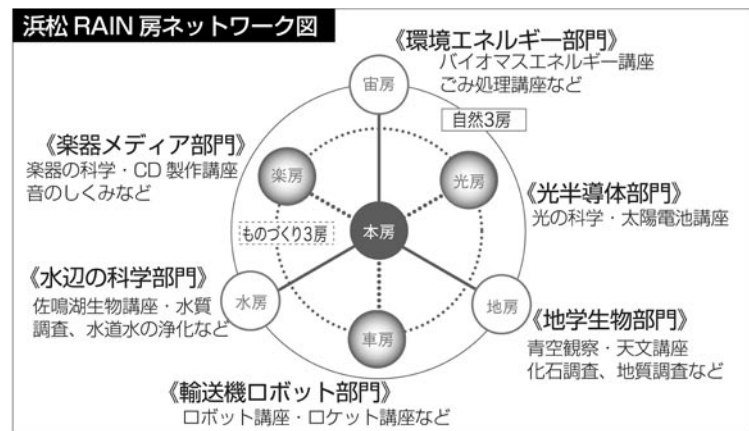 浜松 RAIN 房ネットワーク図
《環境エネルギー部門》
バイオマスエネルギー講座
ごみ処理講座など
宙房
自然3房
《楽器メディア部門》
楽器の科学・CD 製作講座
音のしくみなど
楽房
光房
《光半導体部門》
光の科学・太陽電池講座
ものづくり3房
本房
《水辺の科学部門》
佐鳴湖生物講座・水質
調査、水道水の浄化など
水房
地房
《地学生物部門》
青空観察・天文講座
化石調査、地質調査など
車房
《輸送機ロボット部門》
ロボット講座・ロケット講座など